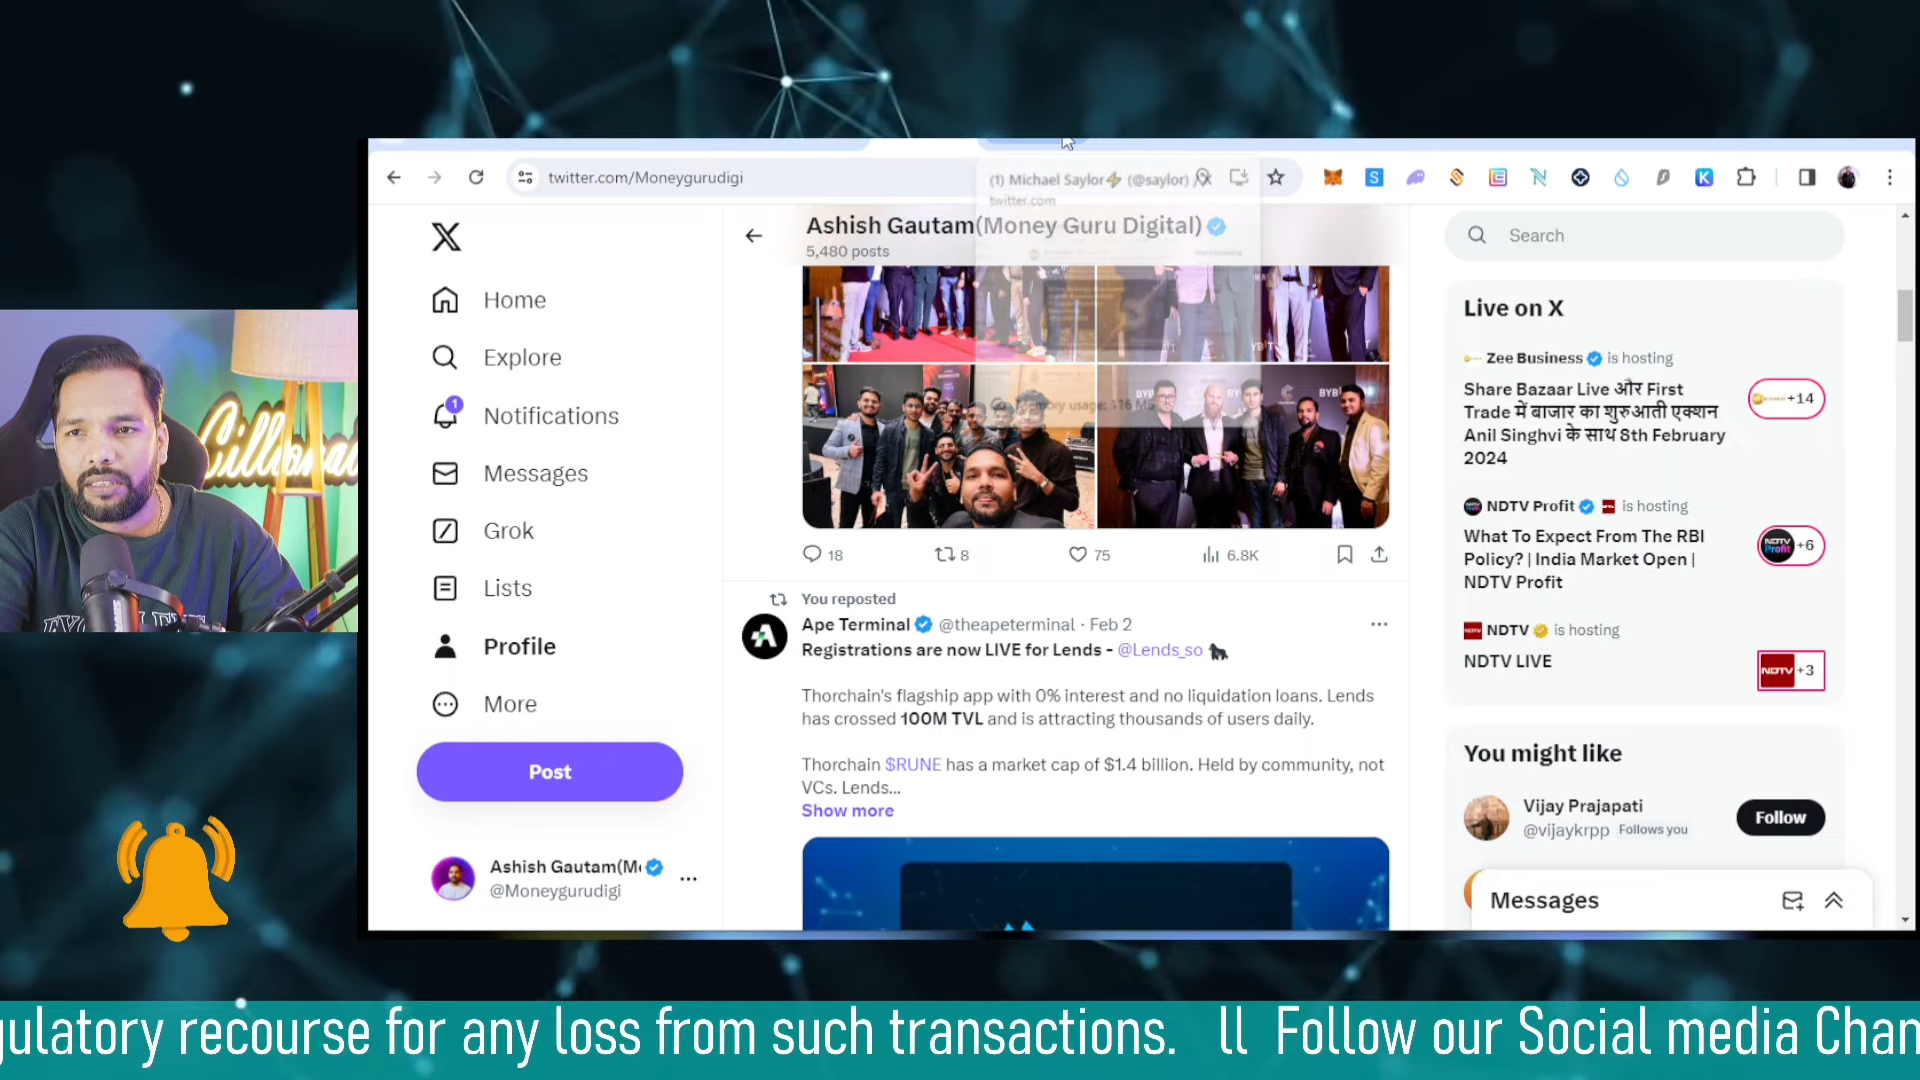 twitter.com/Moneygurudigi
(1) Michael Saylor⚡ (@saylor) / X
twitter.com
Ashish Gautam(Money Guru Digital)
5,480 posts
Home
Explore
1
Notifications
Messages
Grok
Lists
Profile
More
Post
Ashish Gautam(M
@Moneygurudigi
BYB
18
8
75
6.8K
You reposted
Ape Terminal @theapeterminal · Feb 2
Registrations are now LIVE for Lends - @Lends_so
Thorchain's flagship app with 0% interest and no liquidation loans. Lends
has crossed 100M TVL and is attracting thousands of users daily.
Thorchain $RUNE has a market cap of $1.4 billion. Held by community, not
VCs. Lends...
Show more
Search
Live on X
Zee Business is hosting
Share Bazaar Live और First
Trade में बाजार का शुरुआती एक्शन
Anil Singhvi के साथ 8th February
2024
+14
NDTV Profit is hosting
What To Expect From The RBI
Policy? | India Market Open |
NDTV Profit
NDTV Profit +6
NDTV is hosting
NDTV LIVE
NDTV +3
You might like
Vijay Prajapati
@vijaykrpp Follows you
Follow
Messages
gulatory recourse for any loss from such transactions. ll Follow our Social media Chan